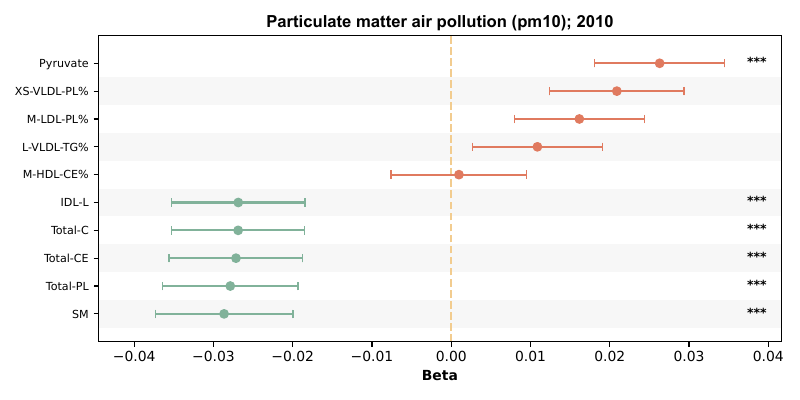 Particulate matter air pollution (pm10); 2010
Pyruvate ***
XS-VLDL-PL%
M-LDL-PL%
L-VLDL-TG%
M-HDL-CE%
IDL-L ***
Total-C ***
Total-CE ***
Total-PL ***
SM ***
−0.04 −0.03 −0.02 −0.01 0.00 0.01 0.02 0.03 0.04
Beta